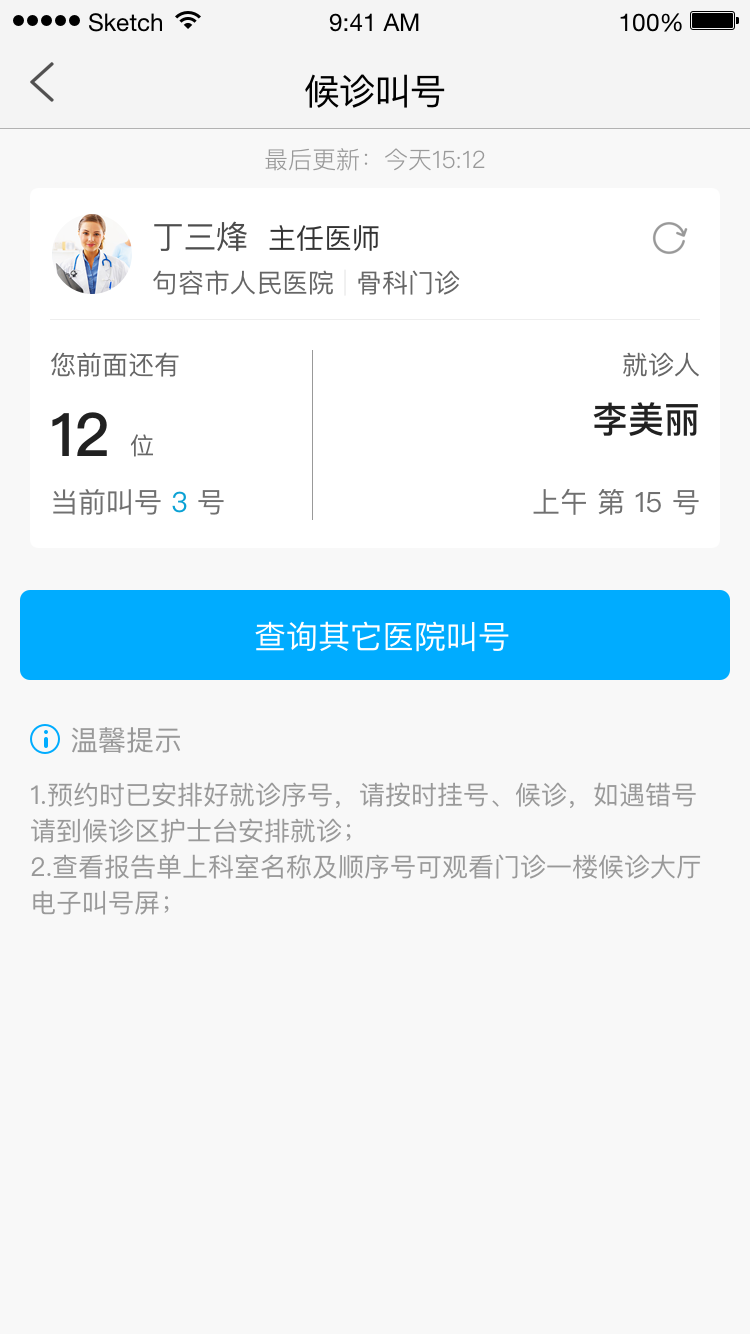 Sketch 9:41 AM 100%
候诊叫号
最后更新：今天15:12
丁三烽 主任医师
句容市人民医院 骨科门诊
您前面还有 就诊人
12 位 李美丽
当前叫号 3 号 上午 第 15 号
查询其它医院叫号
温馨提示
1.预约时已安排好就诊序号，请按时挂号、候诊，如遇错号
请到候诊区护士台安排就诊；
2.查看报告单上科室名称及顺序号可观看门诊一楼候诊大厅
电子叫号屏；